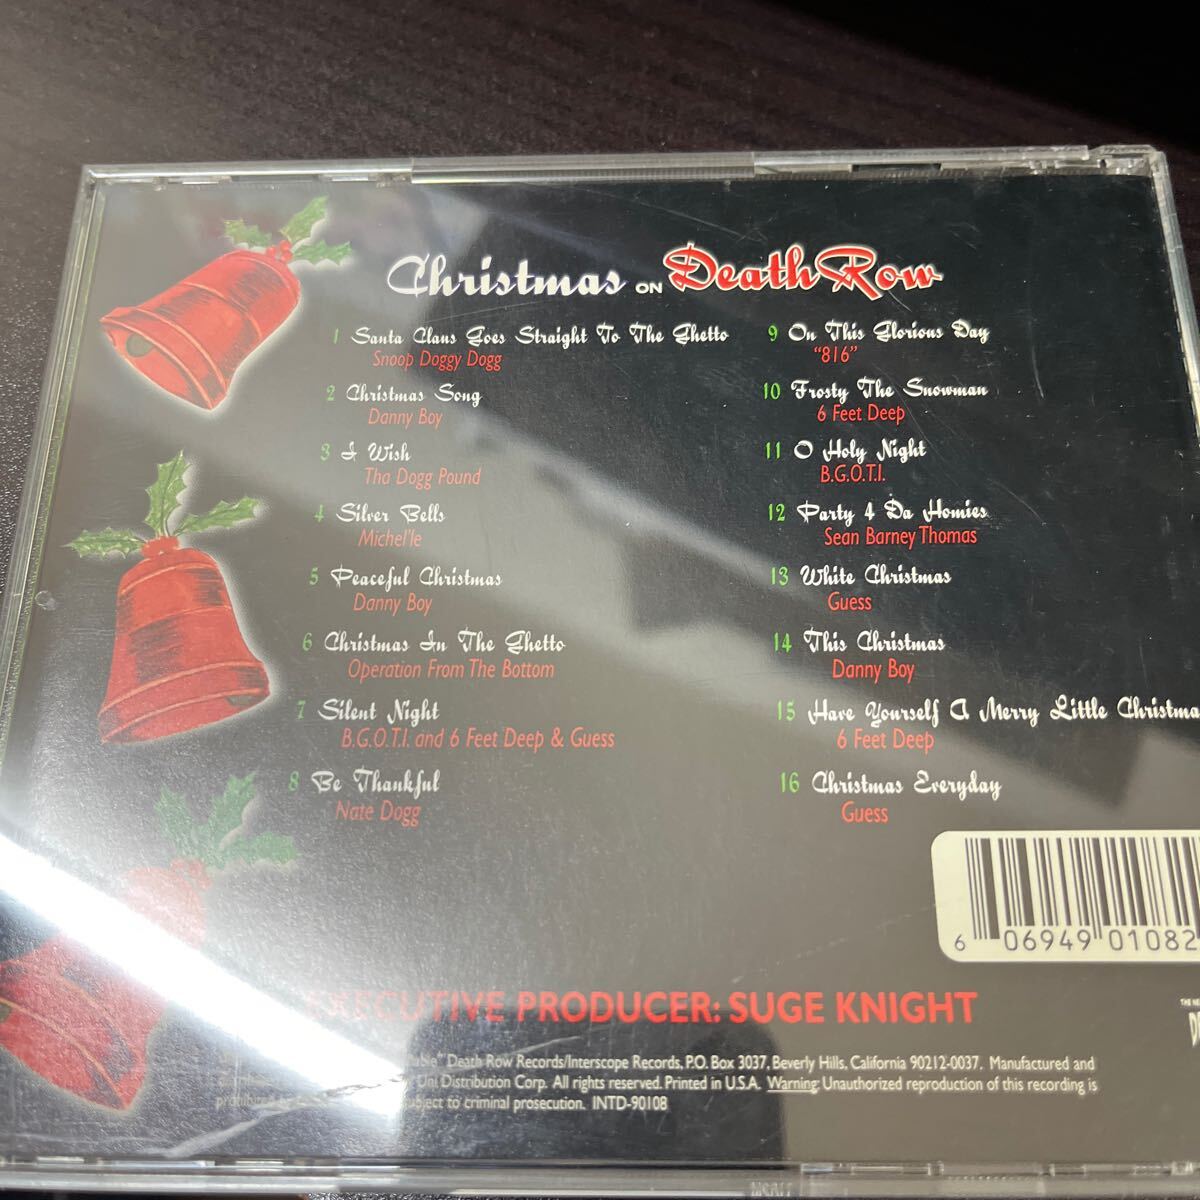 Christmas ON Death Row
1 Santa Claus Goes Straight To The Ghetto
Snoop Doggy Dogg
2 Christmas Song
Danny Boy
3 I Wish
Tha Dogg Pound
4 Silver Bells
Michel'le
5 Peaceful Christmas
Danny Boy
6 Christmas In The Ghetto
Operation From The Bottom
7 Silent Night
B.G.O.T.I. and 6 Feet Deep & Guess
8 Be Thankful
Nate Dogg
9 On This Glorious Day
"816"
10 Frosty The Snowman
6 Feet Deep
11 O Holy Night
B.G.O.T.I.
12 Party 4 Da Homies
Sean Barney Thomas
13 White Christmas
Guess
14 This Christmas
Danny Boy
15 Have Yourself A Merry Little Christma
6 Feet Deep
16 Christmas Everyday
Guess
6 06949 01082
EXECUTIVE PRODUCER: SUGE KNIGHT
Death Row Records/Interscope Records, P.O. Box 3037, Beverly Hills, California 90212-0037. Manufactured and
Uni Distribution Corp. All rights reserved. Printed in U.S.A. Warning: Unauthorized reproduction of this recording is
prohibited to criminal prosecution. INTD-90108